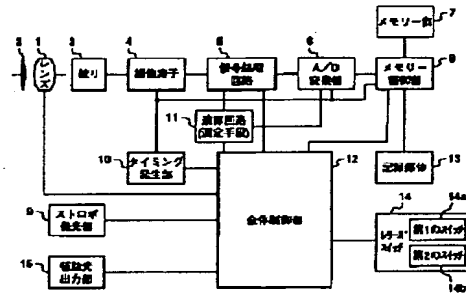 7
メモリー部
2
1
3
4
5
6
8
レンズ
絞り
撮像素子
信号処理
回路
A/D
変換部
メモリー
制御部
11
測光回路
(測定手段)
10
タイミング
発生部
12
全体制御部
記録媒体
13
9
ストロボ
発光部
14
14a
レリーズ
スイッチ
第1のスイッチ
第2のスイッチ
14b
15
補助光
出力部